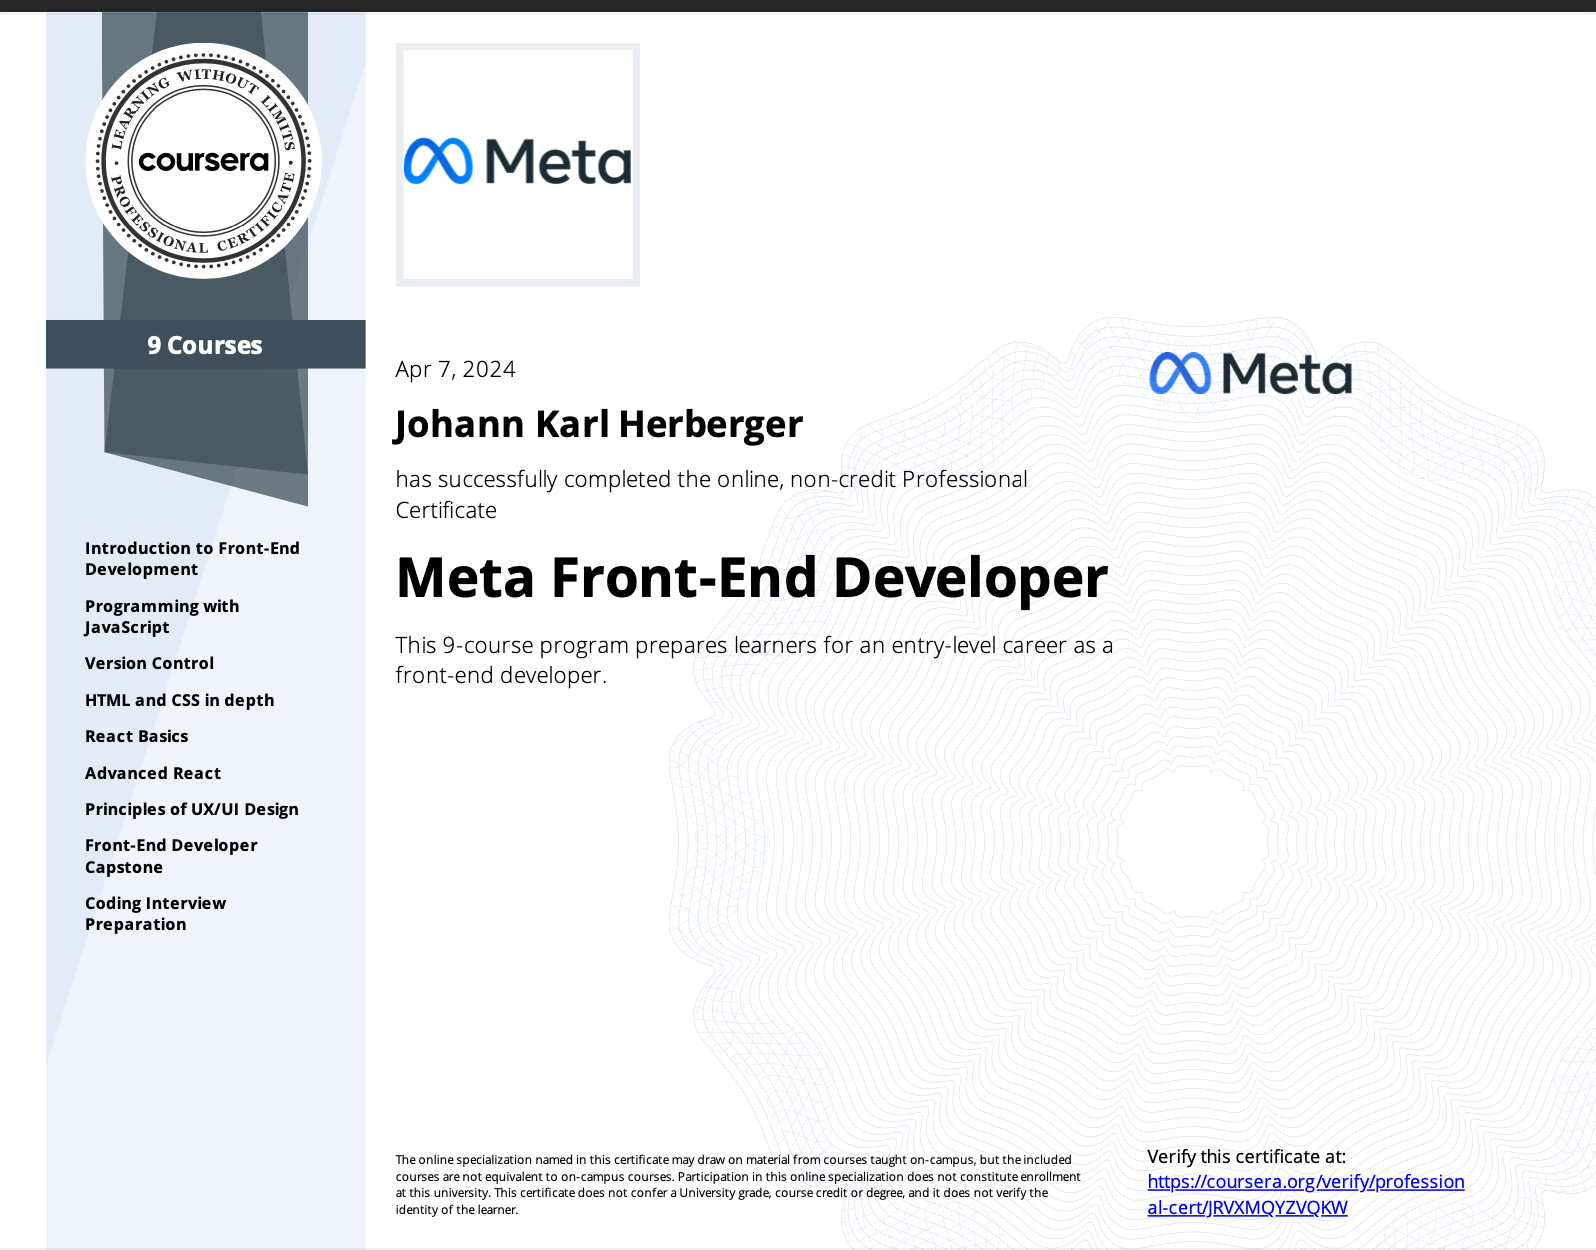 LEARNING WITHOUT LIMITS
coursera
PROFESSIONAL CERTIFICATE
9 Courses
Introduction to Front-End
Development
Programming with
JavaScript
Version Control
HTML and CSS in depth
React Basics
Advanced React
Principles of UX/UI Design
Front-End Developer
Capstone
Coding Interview
Preparation
Meta
Apr 7, 2024
Johann Karl Herberger
has successfully completed the online, non-credit Professional
Certificate
Meta Front-End Developer
This 9-course program prepares learners for an entry-level career as a
front-end developer.
Meta
The online specialization named in this certificate may draw on material from courses taught on-campus, but the included
courses are not equivalent to on-campus courses. Participation in this online specialization does not constitute enrollment
at this university. This certificate does not confer a University grade, course credit or degree, and it does not verify the
identity of the learner.
Verify this certificate at:
https://coursera.org/verify/profession
al-cert/JRVXMQYZVQKW